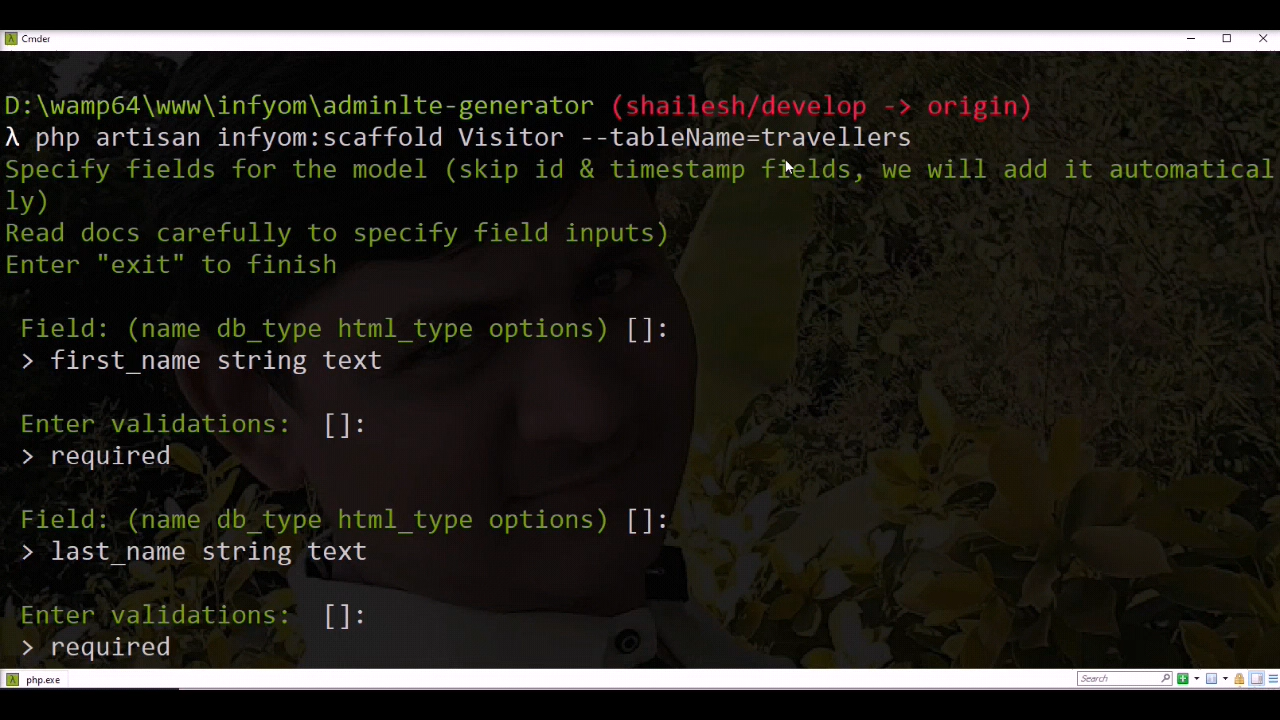 Cmder
D:\wamp64\www\infyom\adminlte-generator (shailesh/develop -> origin)
λ php artisan infyom:scaffold Visitor --tableName=travellers
Specify fields for the model (skip id & timestamp fields, we will add it automatical
ly)
Read docs carefully to specify field inputs)
Enter "exit" to finish
Field: (name db_type html_type options) []:
> first_name string text
Enter validations:  []:
> required
Field: (name db_type html_type options) []:
> last_name string text
Enter validations:  []:
> required
php.exe
Search